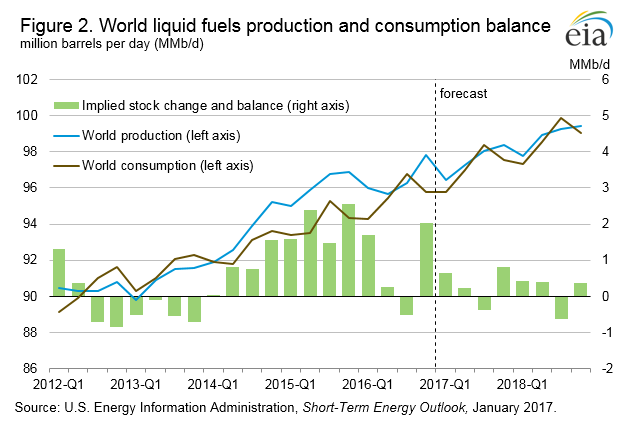 Figure 2. World liquid fuels production and consumption balance
million barrels per day (MMb/d)
eia
MMb/d
102
100
98
96
94
92
90
88
86
6
5
4
3
2
1
0
-1
-2
forecast
Implied stock change and balance (right axis)
World production (left axis)
World consumption (left axis)
2012-Q1 2013-Q1 2014-Q1 2015-Q1 2016-Q1 2017-Q1 2018-Q1
Source: U.S. Energy Information Administration, Short-Term Energy Outlook, January 2017.